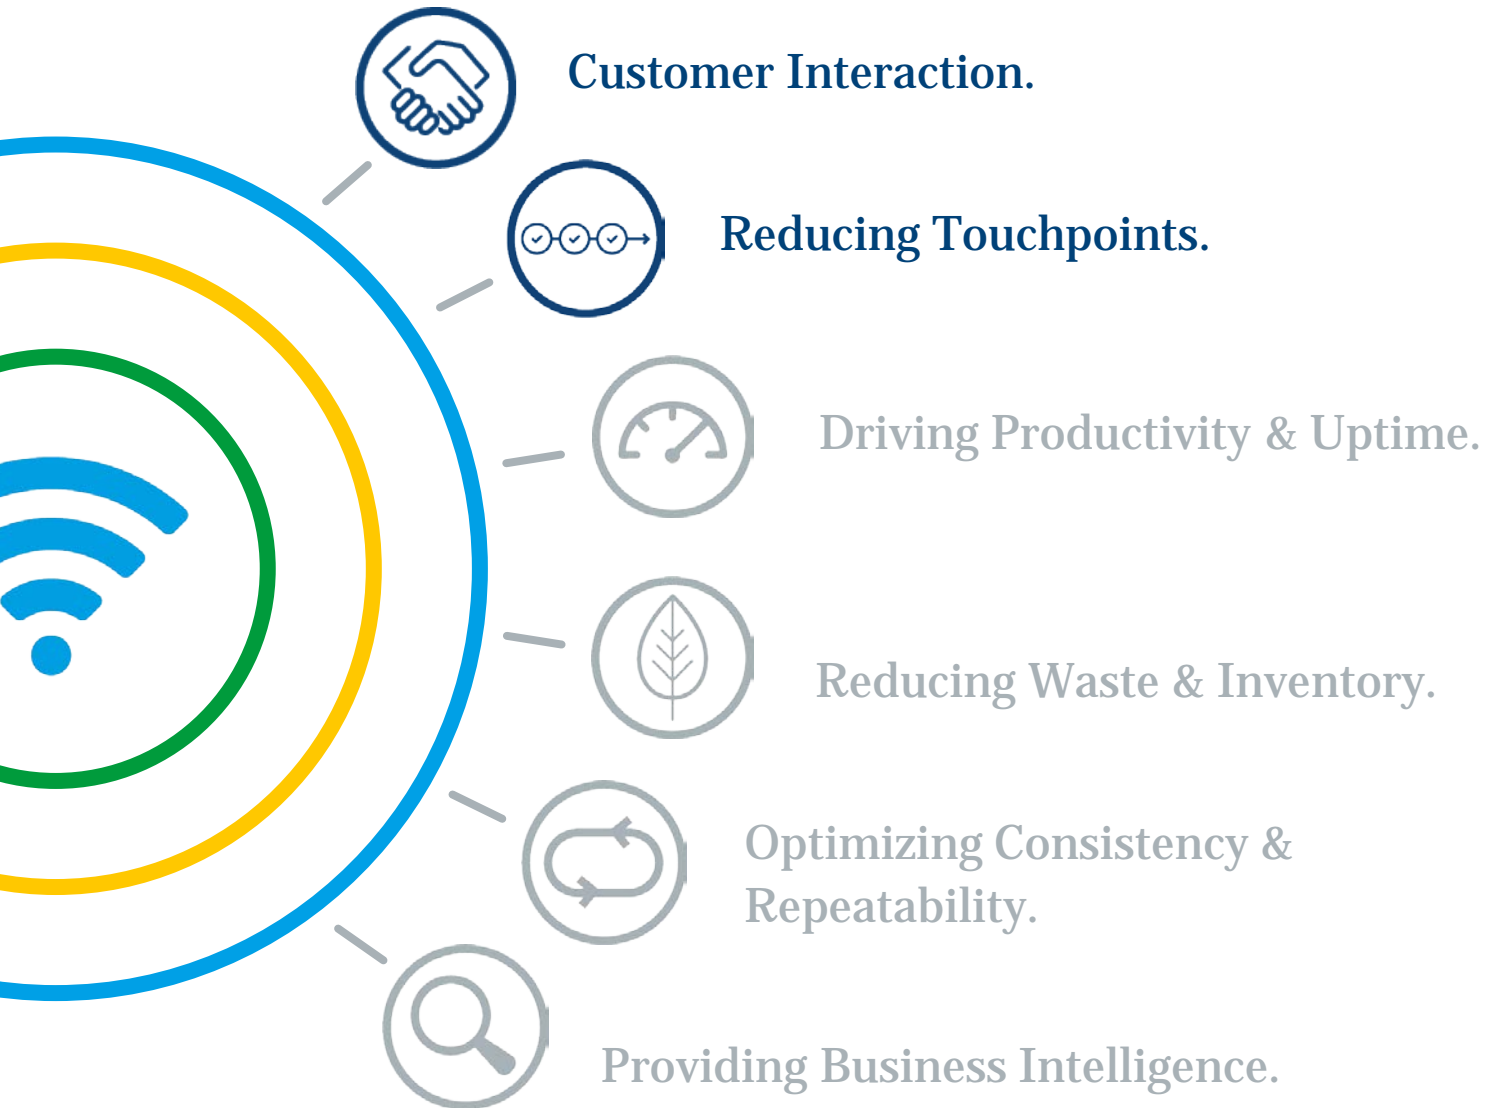 Customer Interaction.
Reducing Touchpoints.
Driving Productivity & Uptime.
Reducing Waste & Inventory.
Optimizing Consistency &
Repeatability.
Providing Business Intelligence.